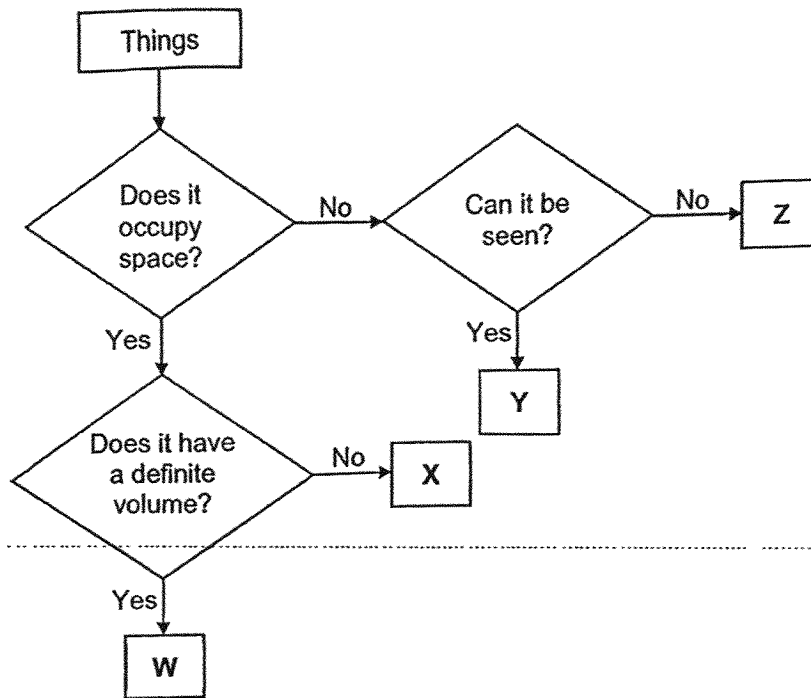 Things
Does it
occupy
space?
No
Can it be
seen?
No
Z
Yes
Yes
Y
Does it have
a definite
volume?
No
X
Yes
W